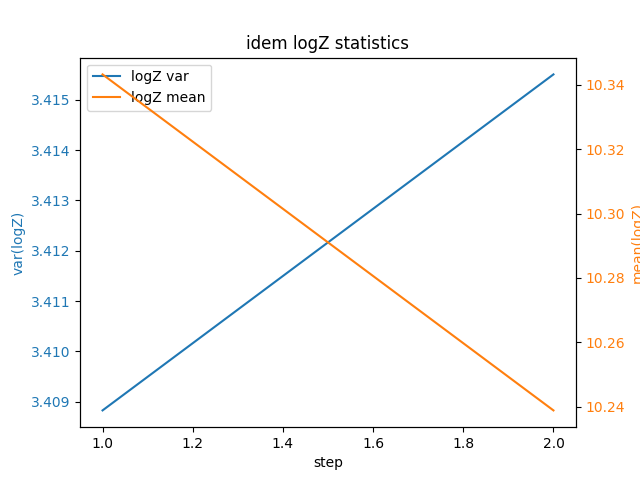 idem logZ statistics
logZ var
logZ mean
3.415
3.414
3.413
3.412
3.411
3.410
3.409
var(logZ)
10.34
10.32
10.30
10.28
10.26
10.24
mean(logZ)
1.0 1.2 1.4 1.6 1.8 2.0
step